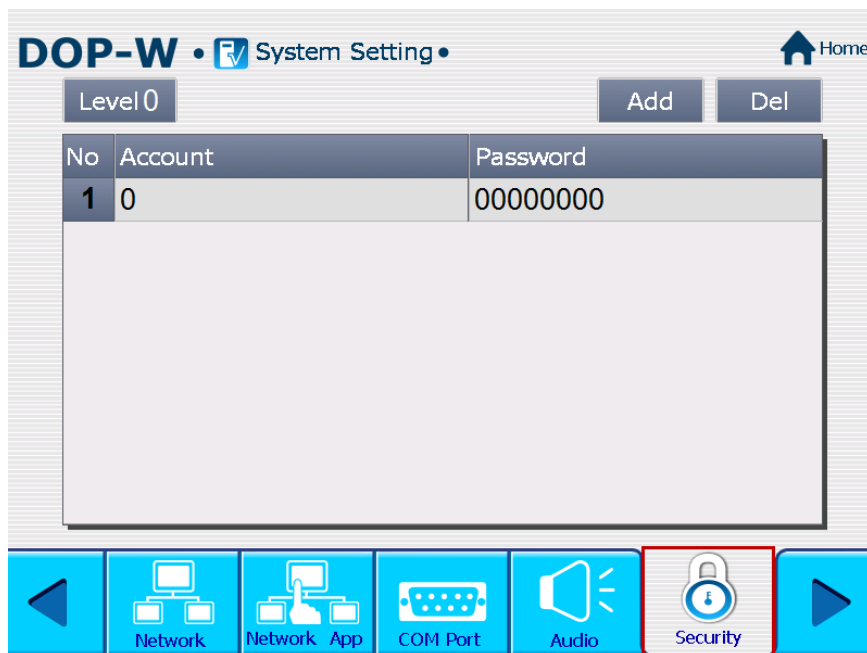 DOP-W • System Setting • Home
Level 0 Add Del
No Account Password
1 0 00000000
Network Network App COM Port Audio Security